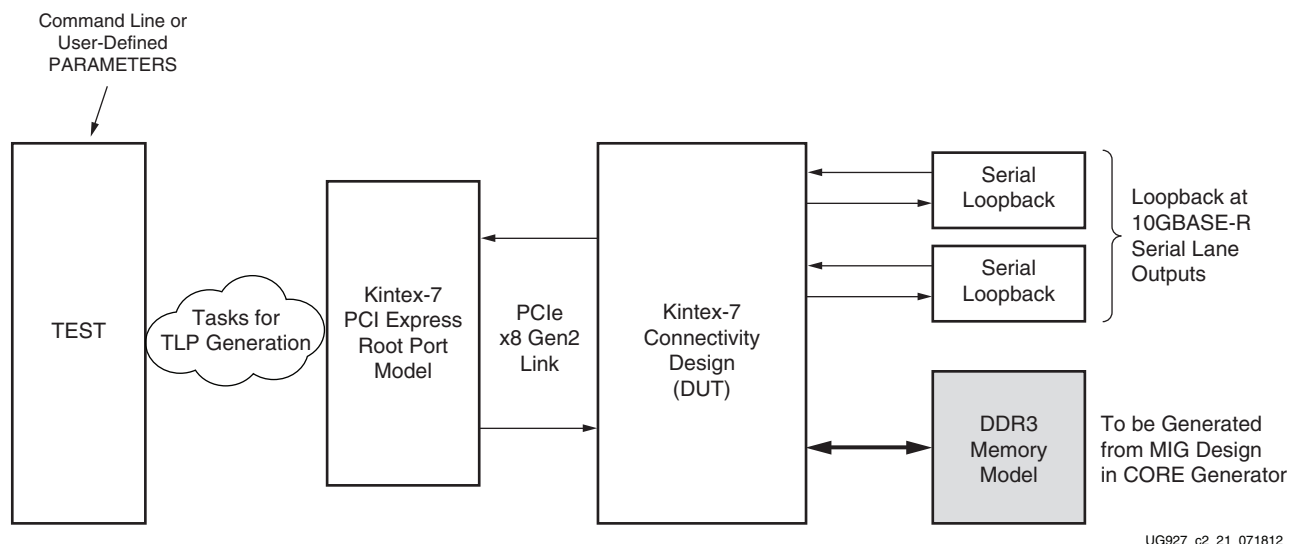 Command Line or
User-Defined
PARAMETERS
TEST
Tasks for
TLP Generation
Kintex-7
PCI Express
Root Port
Model
PCIe
x8 Gen2
Link
Kintex-7
Connectivity
Design
(DUT)
Serial
Loopback
Serial
Loopback
Loopback at
10GBASE-R
Serial Lane
Outputs
DDR3
Memory
Model
To be Generated
from MIG Design
in CORE Generator
UG927_c2_21_071812